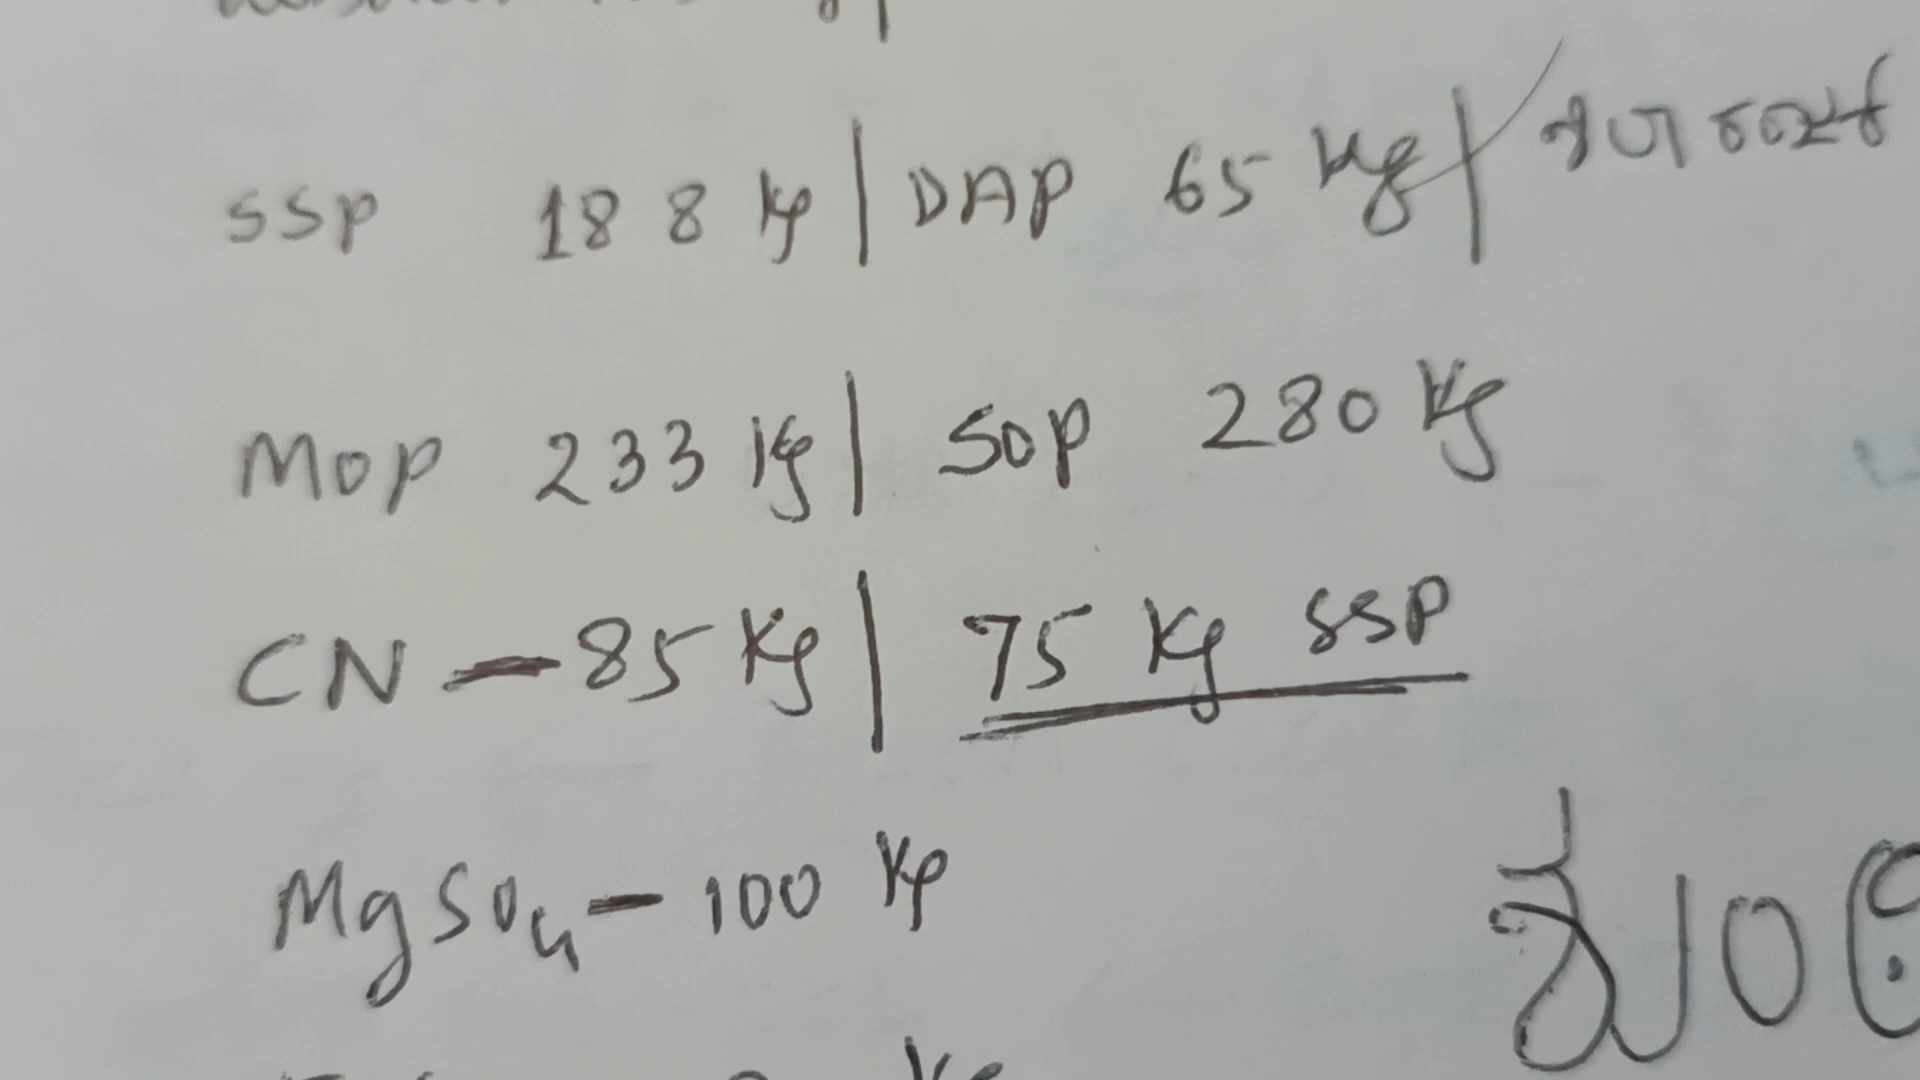 SSP 188 Kg | DAP 65 Kg |
MOP 233 Kg | SOP 280 Kg
CN - 85 Kg | 75 Kg SSP
MgSO4 - 100 Kg